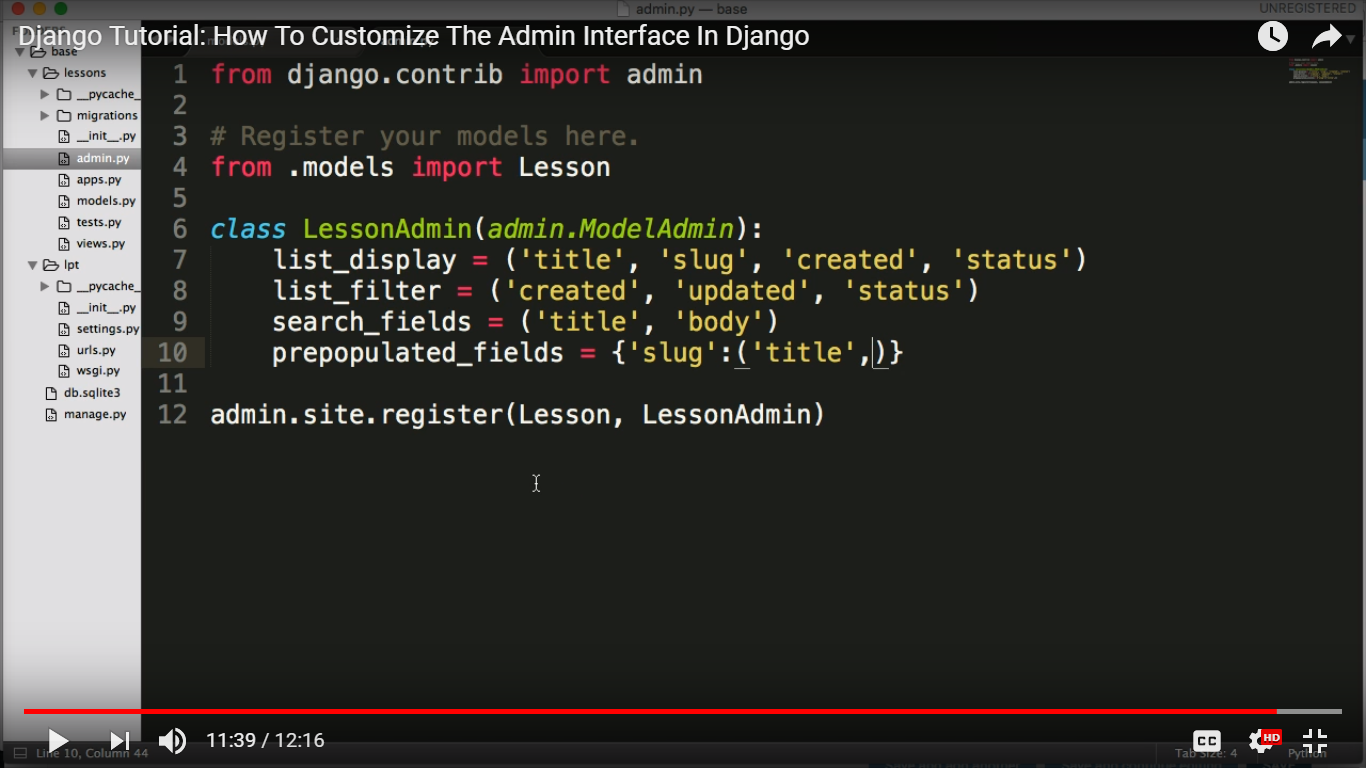 admin.py — base
UNREGISTERED
Django Tutorial: How To Customize The Admin Interface In Django
base
lessons
__pycache_
migrations
__init__.py
admin.py
apps.py
models.py
tests.py
views.py
lpt
__pycache_
__init__.py
settings.py
urls.py
wsgi.py
db.sqlite3
manage.py
1 from django.contrib import admin
2
3 # Register your models here.
4 from .models import Lesson
5
6 class LessonAdmin(admin.ModelAdmin):
7 list_display = ('title', 'slug', 'created', 'status')
8 list_filter = ('created', 'updated', 'status')
9 search_fields = ('title', 'body')
10 prepopulated_fields = {'slug':('title',)}
11
12 admin.site.register(Lesson, LessonAdmin)
11:39 / 12:16
CC
HD
Line 10, Column 44
Tab Size: 4
Python